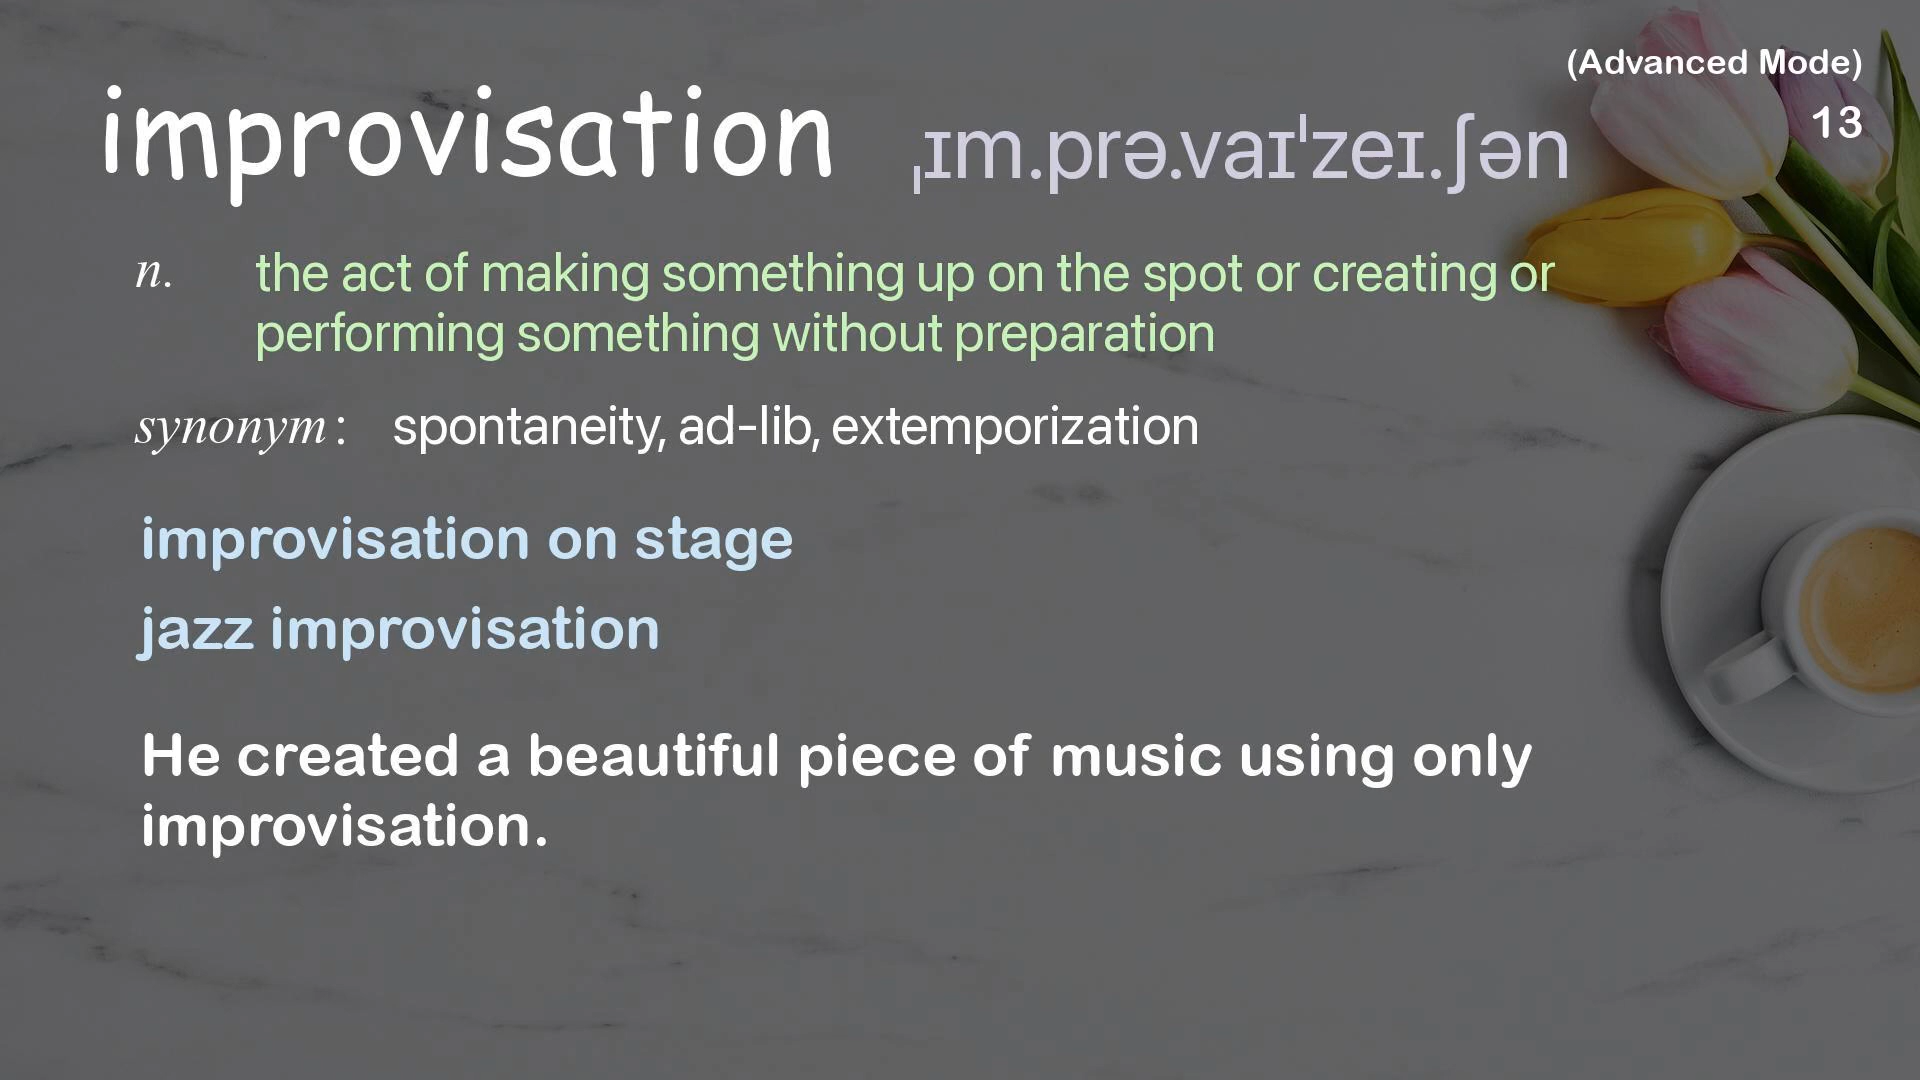 (Advanced Mode)
improvisation ˌɪm.prə.vaɪˈzeɪ.ʃən 13
n. the act of making something up on the spot or creating or
performing something without preparation
synonym: spontaneity, ad-lib, extemporization
improvisation on stage
jazz improvisation
He created a beautiful piece of music using only
improvisation.